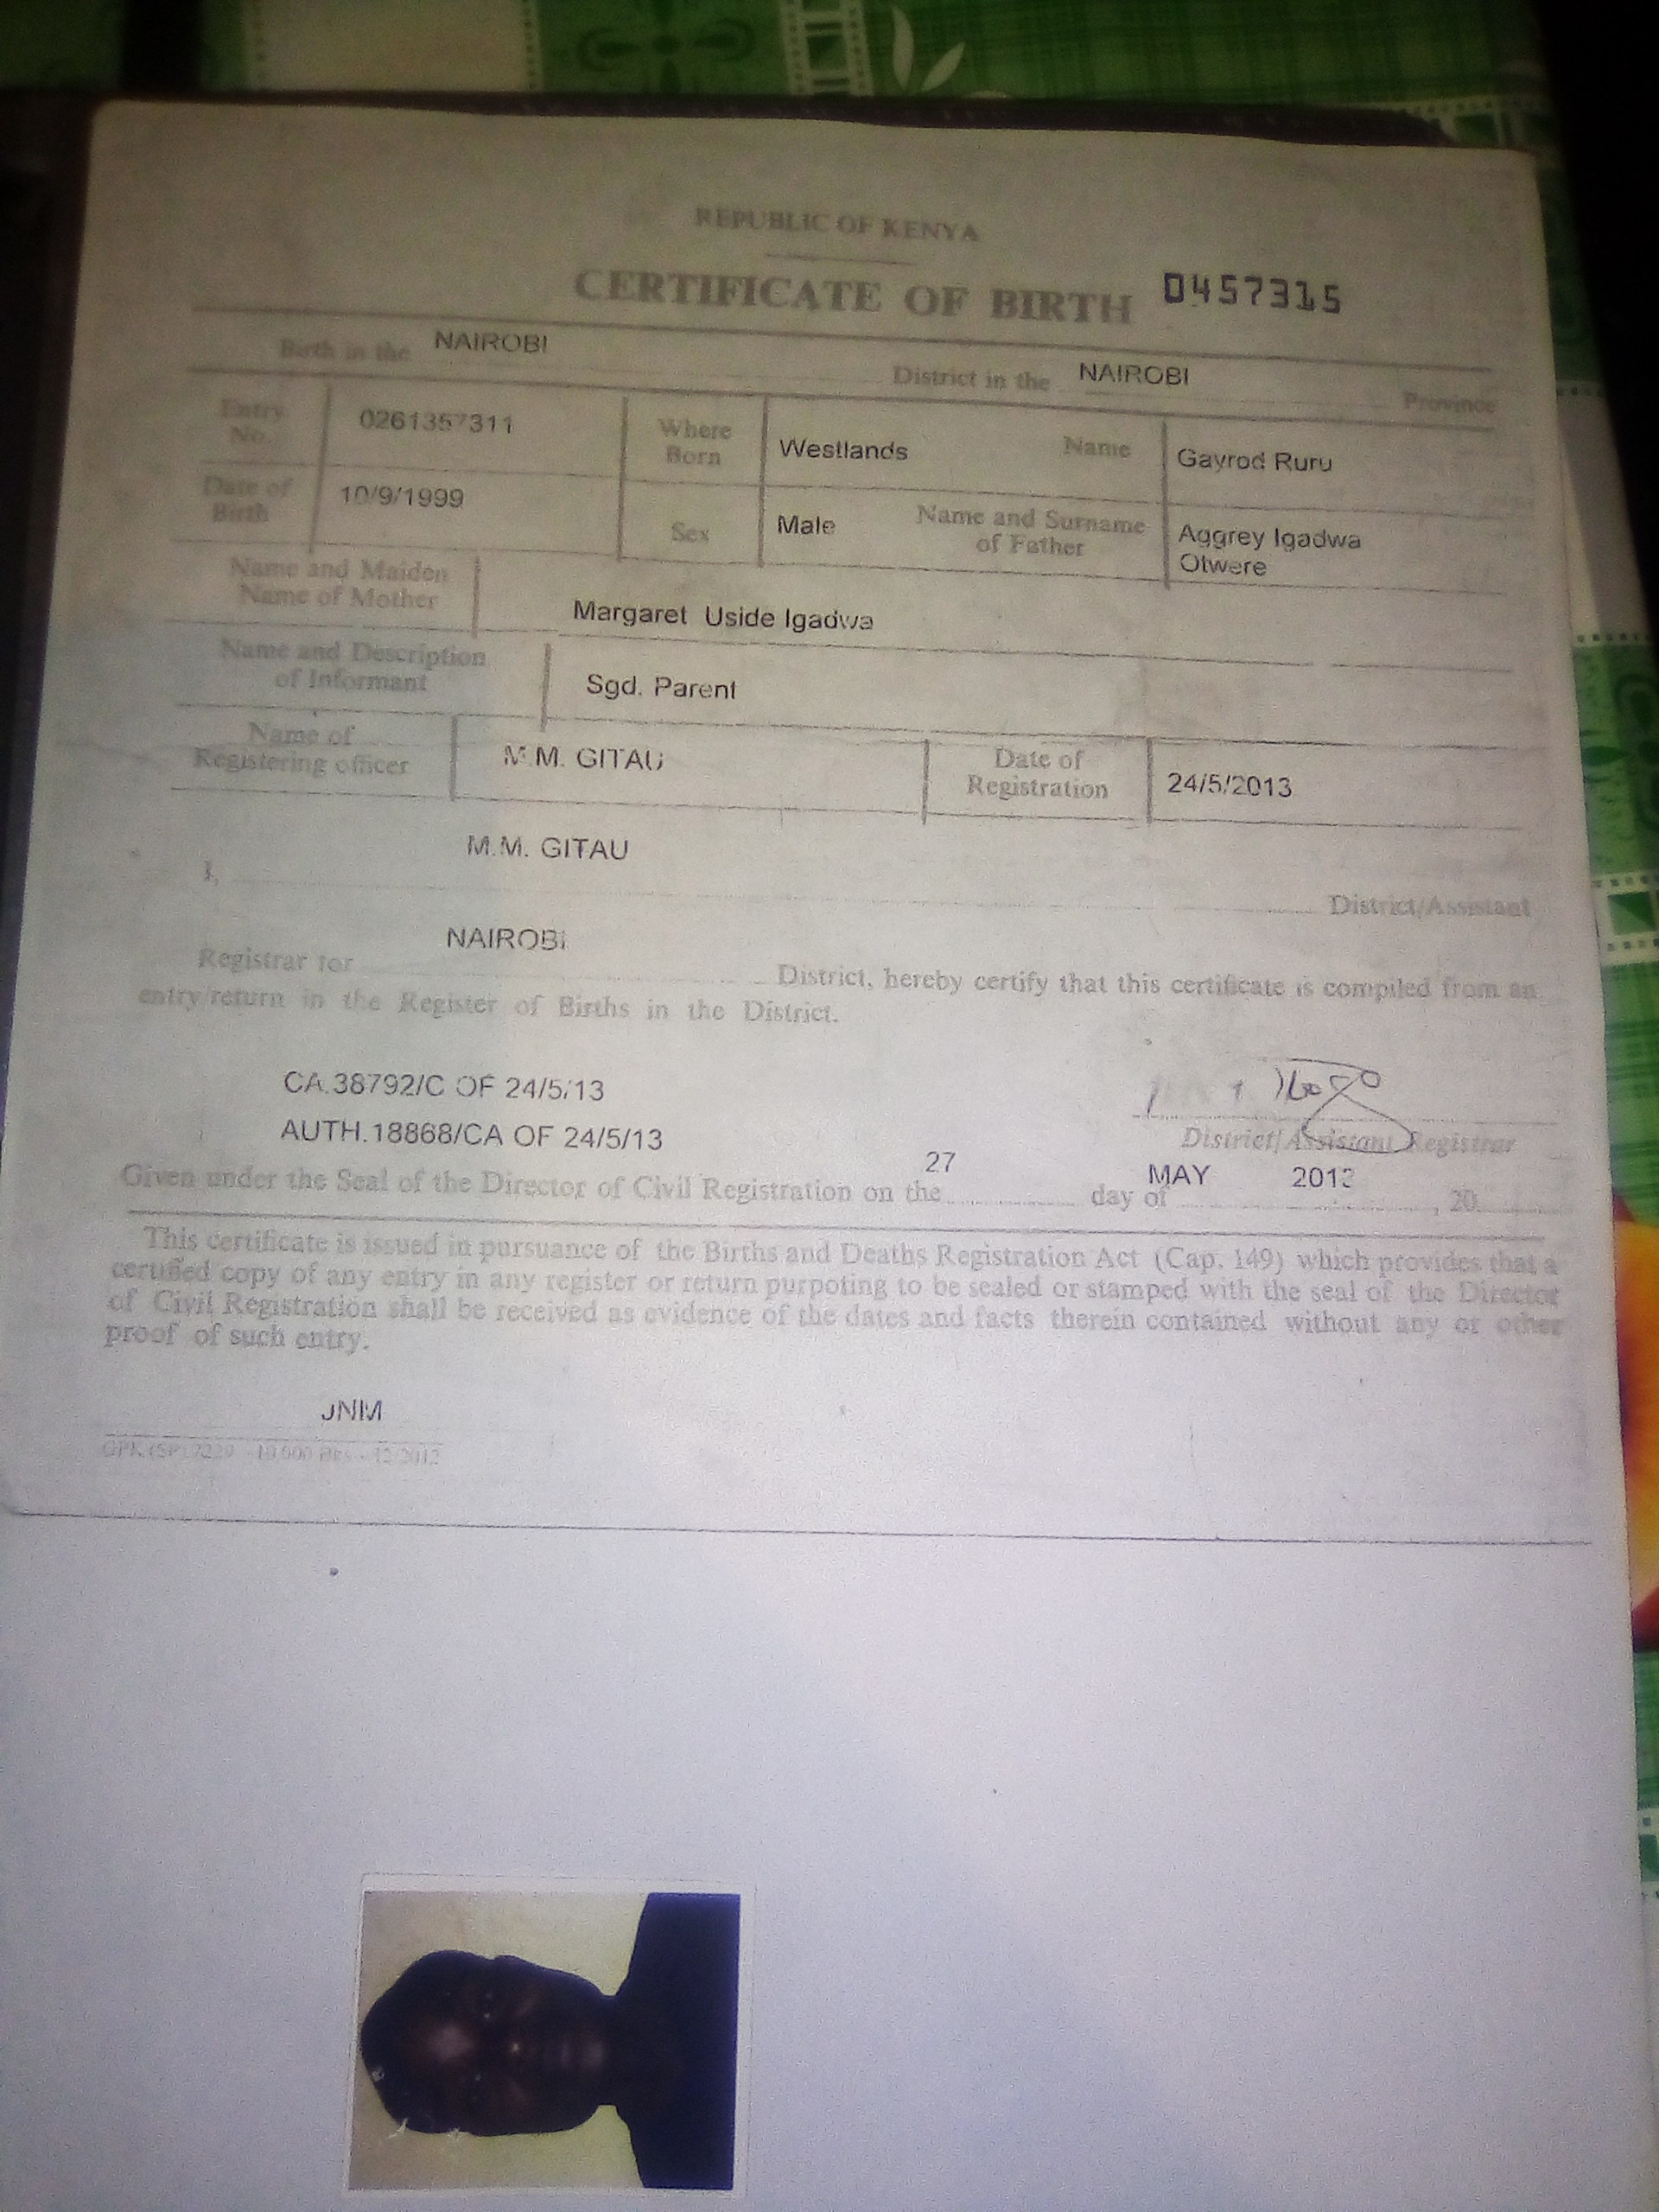 REPUBLIC OF KENYA
CERTIFICATE OF BIRTH 0457315
Birth in the NAIROBI District in the NAIROBI Province
Entry No. 0261357311 Where Born Westlands Name Gayrod Ruru
Date of Birth 10/9/1999 Sex Male Name and Surname of Father Aggrey Igadwa Otwere
Name and Maiden Name of Mother Margaret Uside Igadwa
Name and Description of Informant Sgd. Parent
Name of Registering officer M.M. GITAU Date of Registration 24/5/2013
I, M.M. GITAU District/Assistant
Registrar for NAIROBI District, hereby certify that this certificate is compiled from an
entry/return in the Register of Births in the District.
CA.38792/C OF 24/5/13
AUTH.18868/CA OF 24/5/13
District/Assistant Registrar
Given under the Seal of the Director of Civil Registration on the 27 day of MAY 2013, 20
This certificate is issued in pursuance of the Births and Deaths Registration Act (Cap. 149) which provides that a
certified copy of any entry in any register or return purpoting to be sealed or stamped with the seal of the Director
of Civil Registration shall be received as evidence of the dates and facts therein contained without any or other
proof of such entry.
JNM
GPK (SP) 7229 10,000 Bks - 12/2012